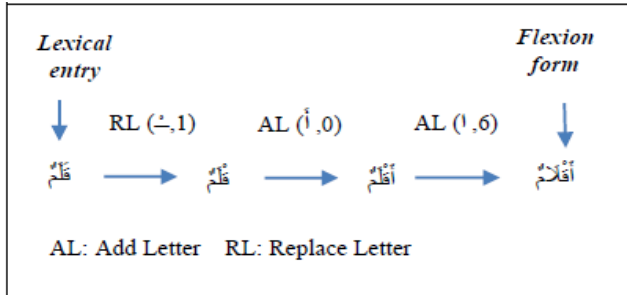 Lexical entry
Flexion form
RL (ـْ,1) AL (أَ,0) AL (ا,6)
قَلَمٌ قْلَمٌ أَقْلَمٌ أَقْلَامٌ
AL: Add Letter RL: Replace Letter